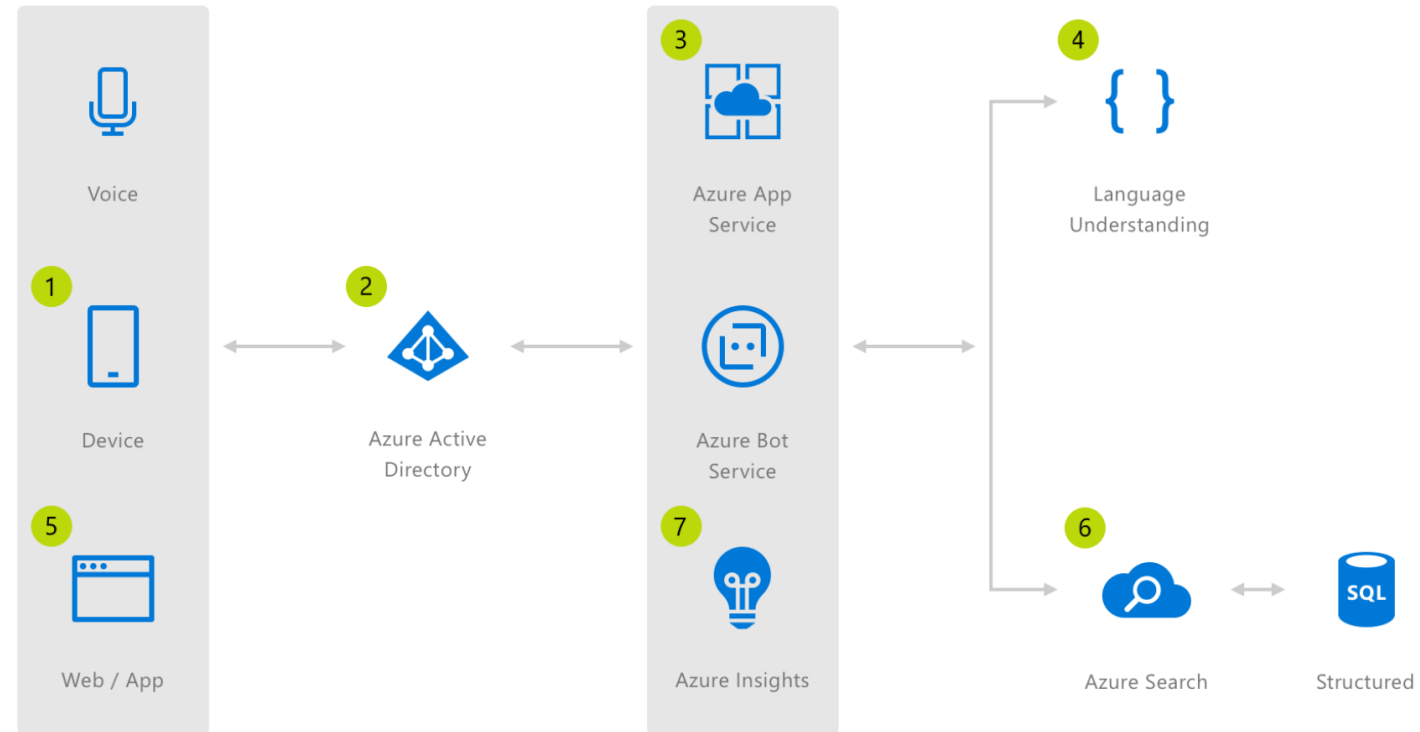 3
4
Voice
Azure App
Service
Language
Understanding
1
2
Device
Azure Active
Directory
Azure Bot
Service
5
7
6
SQL
Web / App
Azure Insights
Azure Search
Structured